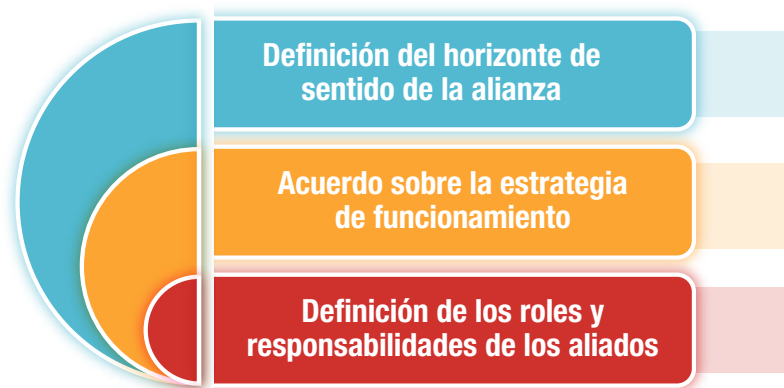 Definición del horizonte de
sentido de la alianza
Acuerdo sobre la estrategia
de funcionamiento
Definición de los roles y
responsabilidades de los aliados